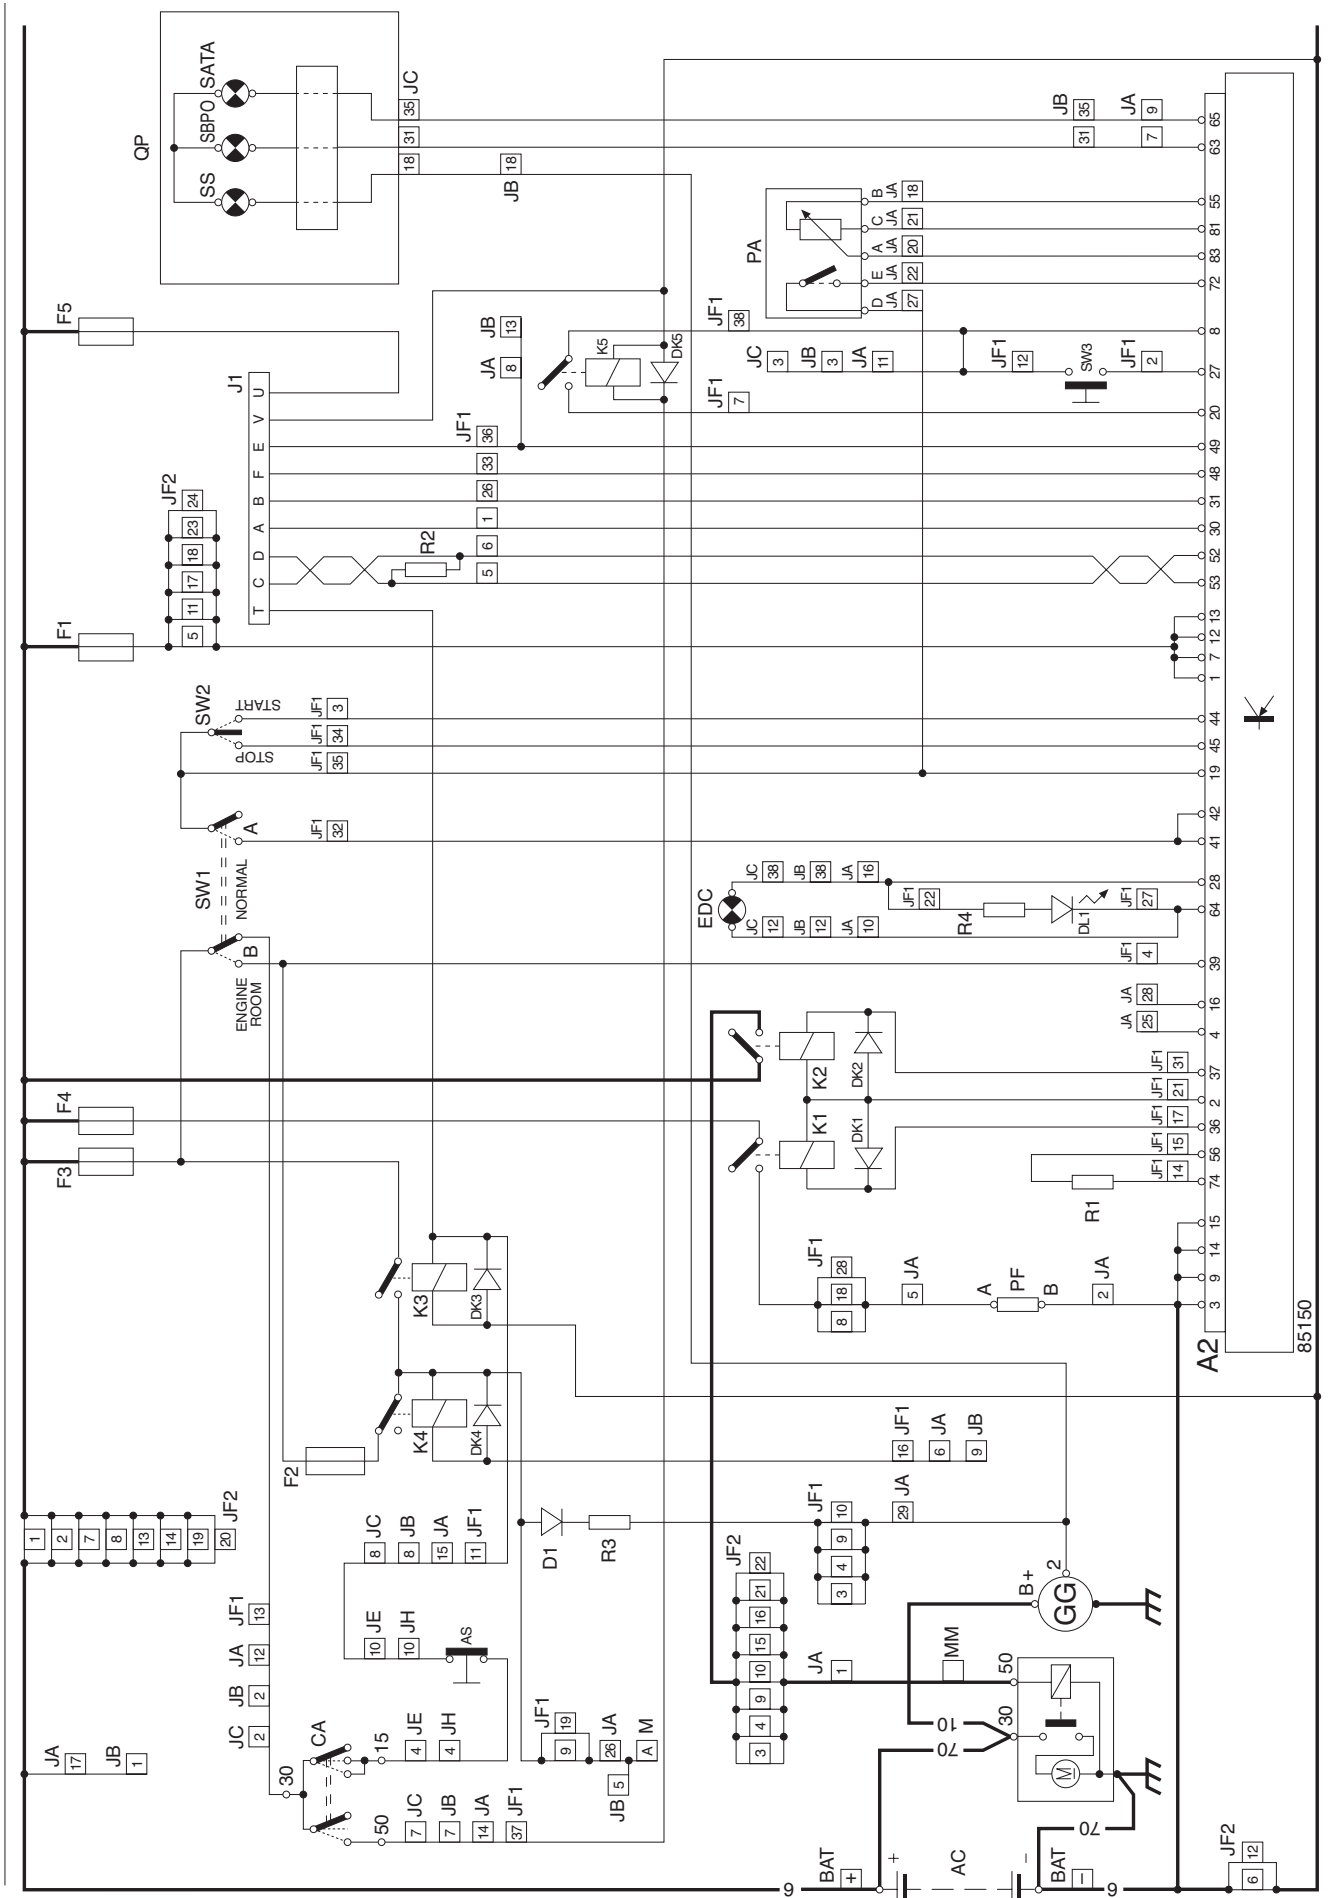 QP
SS SBPO SATA
JC
18 31 35
JB
18
JB
31 35
JA
7 9
F5
F1
F4
F3
F2
JF2
5 11 17 18 23 24
J1
T C D A B F E V U
JF1
5 6 1 26 33 36
R2
JA
8
JB
13
K5
DK5
JF1
38
JF1
7
PA
D E A C B
JA JA JA JA JA
27 22 20 21 18
JC
3
JB
3
JA
11
JF1
12
SW3
JF1
2
SW2
START
STOP
JF1
3
JF1
34
JF1
35
SW1
A
B
NORMAL
ENGINE
ROOM
JF1
32
EDC
JC JB JA
38 38 16
JC JB JA
12 12 10
JF1
22
R4
DL1
JF1
27
JF1
4
JA
28
JA
25
K2
DK2
K1
DK1
JF1
31
JF1
21
JF1
17
JF1
15
JF1
14
R1
JF1
8 18 28
JA
5
A
PF
B
JA
2
K3
DK3
K4
DK4
JF1
16
JA
6
JB
9
JF2
1 2 7 8 13 14 19 20
JC JB JA JF1
2 2 12 13
JA
17
JB
1
CA
30
15
50
JE
4
JH
4
JC
7
JB
7
JA
14
JF1
37
JC
8
JB
8
JA
15
JF1
11
JE
10
JH
10
AS
JF1
9 19
JA
26
M
A
JB
5
D1
R3
JF1
3 4 9 10
JA
29
JF2
3 4 9 10 15 16 21 22
JA
1
MM
GG
B+
2
50
30
M
10
70
70
BAT
+
+
AC
-
BAT
-
6
6
JF2
6 12
A2
3 9 14 15 74 56 36 2 37 4 16 39 64 28 41 42 19 45 44 1 7 12 13 53 52 30 31 48 49 20 27 8 72 83 81 55 63 65
85150